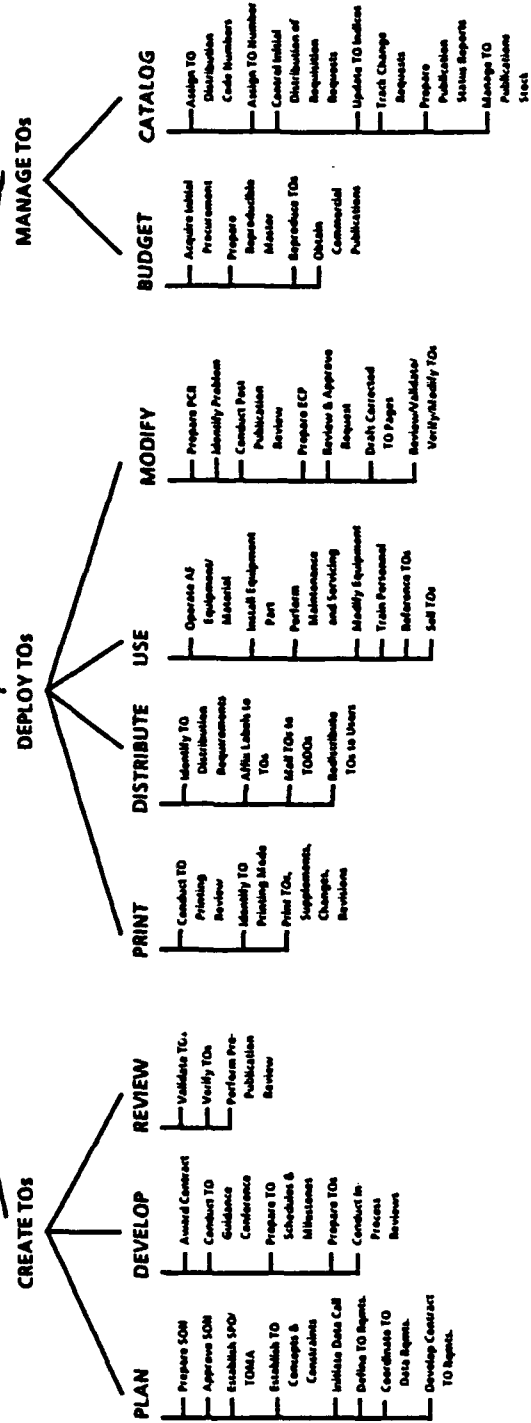 CREATE TOs
PLAN
Prepare SON
Approve SON
Establish SPO/
TOMA
Establish TO
Concepts &
Constraints
Initiate Data Call
Define TO Rqmts.
Coordinate TO
Data Rqmts.
Develop Contract
TO Rqmts.
DEVELOP
Award Contract
Conduct TO
Guidance
Conference
Prepare TO
Schedules &
Milestones
Prepare TOs
Conduct In-
Process
Reviews
REVIEW
Validate TOs
Verify TOs
Perform Pre-
Publication
Review
DEPLOY TOs
PRINT
Conduct TO
Printing
Review
Identify TO
Printing Mode
Print TOs,
Supplements,
Changes,
Revisions
DISTRIBUTE
Identify TO
Distribution
Requirements
Affix Labels to
TOs
Mail TOs to
TODOs
Redistribute
TOs to Users
USE
Operate AF
Equipment/
Material
Install Equipment
Part
Perform
Maintenance
and Servicing
Modify Equipment
Train Personnel
Reference TOs
Sell TOs
MODIFY
Prepare PCR
Identify Problem
Conduct Post
Publication
Review
Prepare ECP
Review & Approve
Request
Draft Corrected
TO Pages
Review/Validate/
Verify/Modify TOs
MANAGE TOs
BUDGET
Acquire Initial
Procurement
Prepare
Reproducible
Master
Reproduce TOs
Obtain
Commercial
Publications
CATALOG
Assign TO
Distribution
Code Numbers
Assign TO Number
Control Initial
Distribution of
Requisition
Requests
Update TO Indices
Track Change
Requests
Prepare
Publication
Status Reports
Manage TO
Publications
Stock